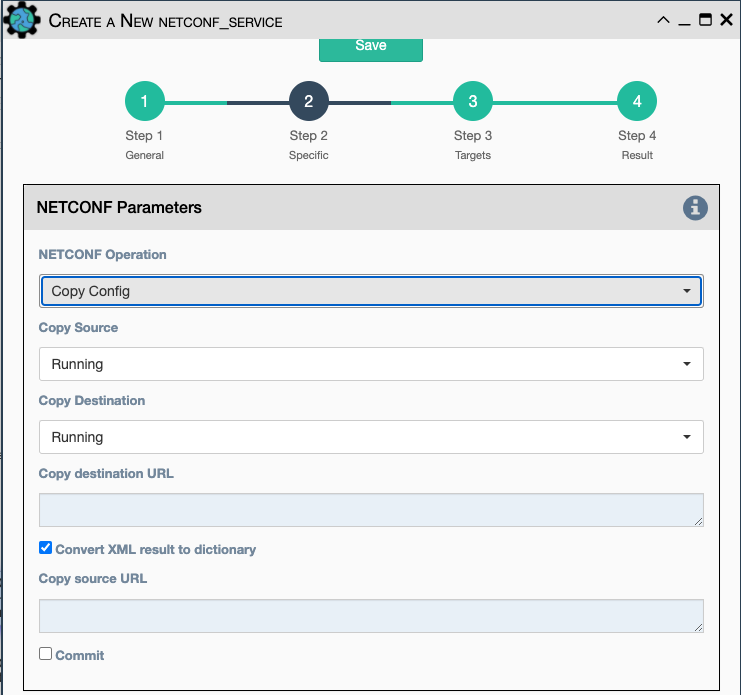 Create a New netconf_service
Save
1 2 3 4
Step 1 Step 2 Step 3 Step 4
General Specific Targets Result
NETCONF Parameters
NETCONF Operation
Copy Config
Copy Source
Running
Copy Destination
Running
Copy destination URL
Convert XML result to dictionary
Copy source URL
Commit